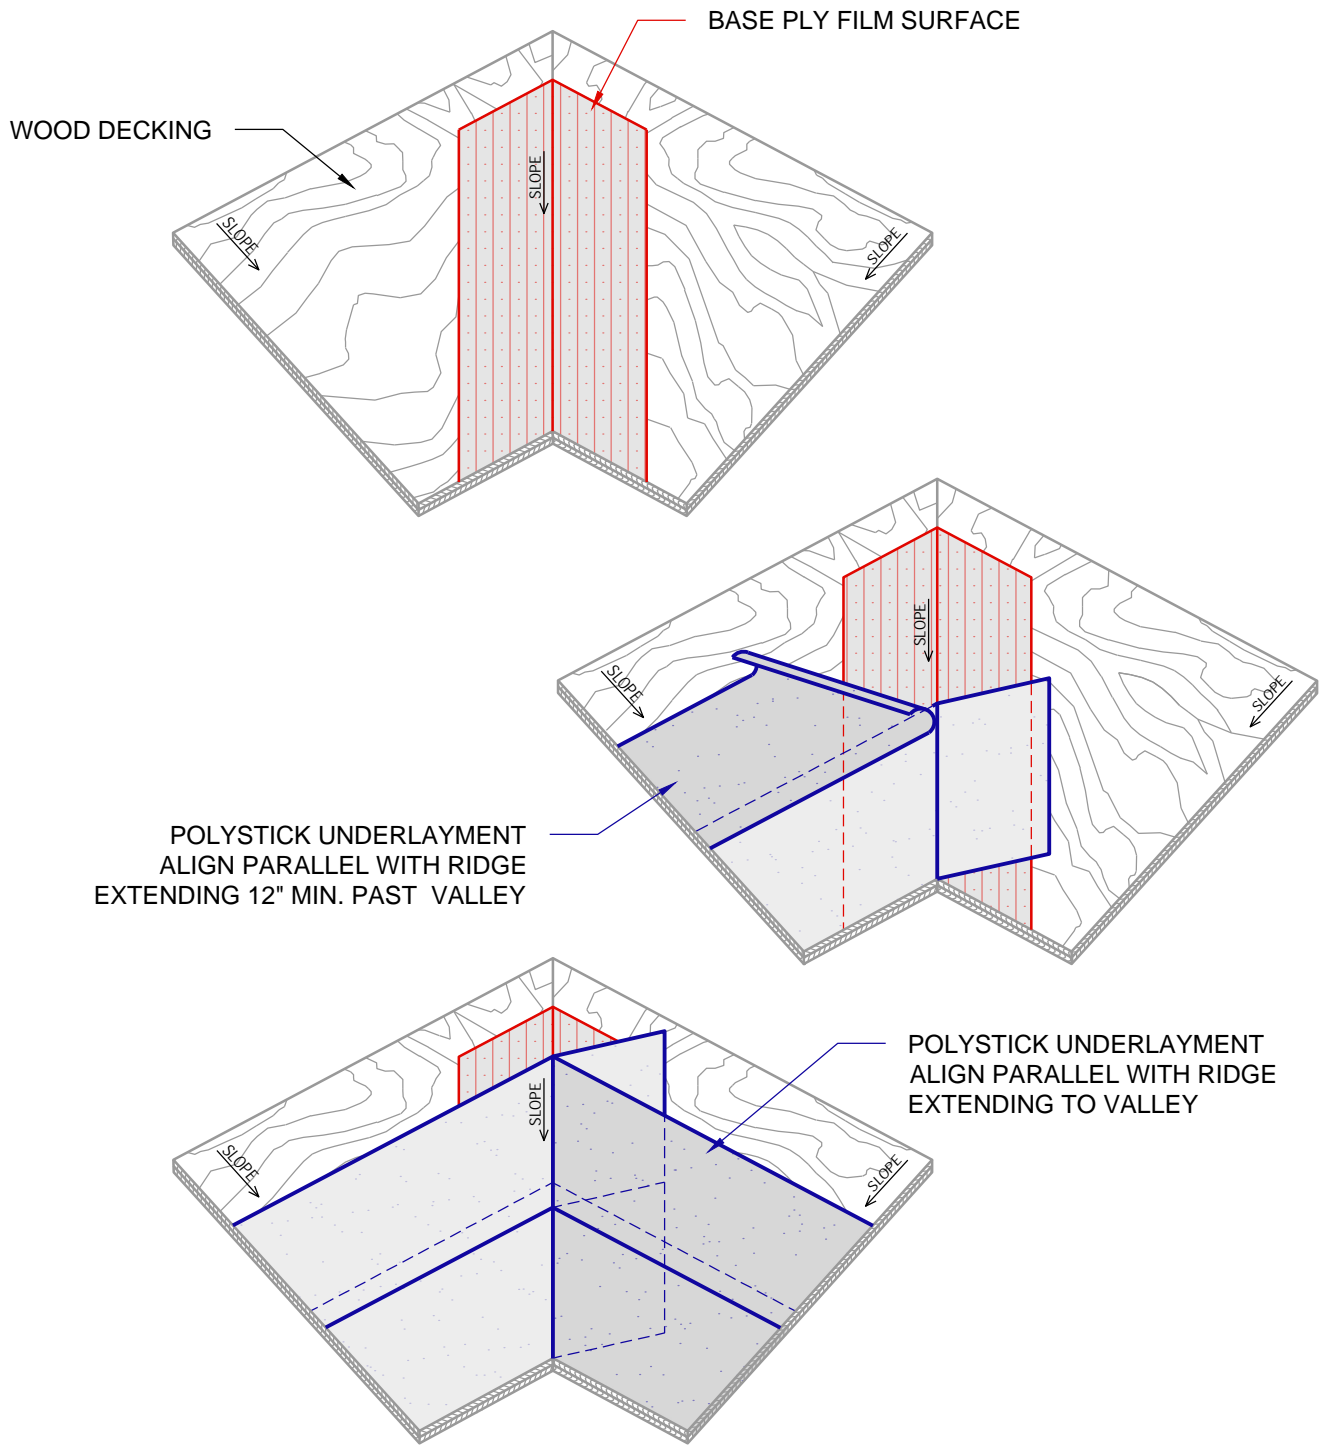 BASE PLY FILM SURFACE
WOOD DECKING
SLOPE
SLOPE
SLOPE
SLOPE
SLOPE
SLOPE
POLYSTICK UNDERLAYMENT
ALIGN PARALLEL WITH RIDGE
EXTENDING 12" MIN. PAST VALLEY
POLYSTICK UNDERLAYMENT
ALIGN PARALLEL WITH RIDGE
EXTENDING TO VALLEY
SLOPE
SLOPE
SLOPE